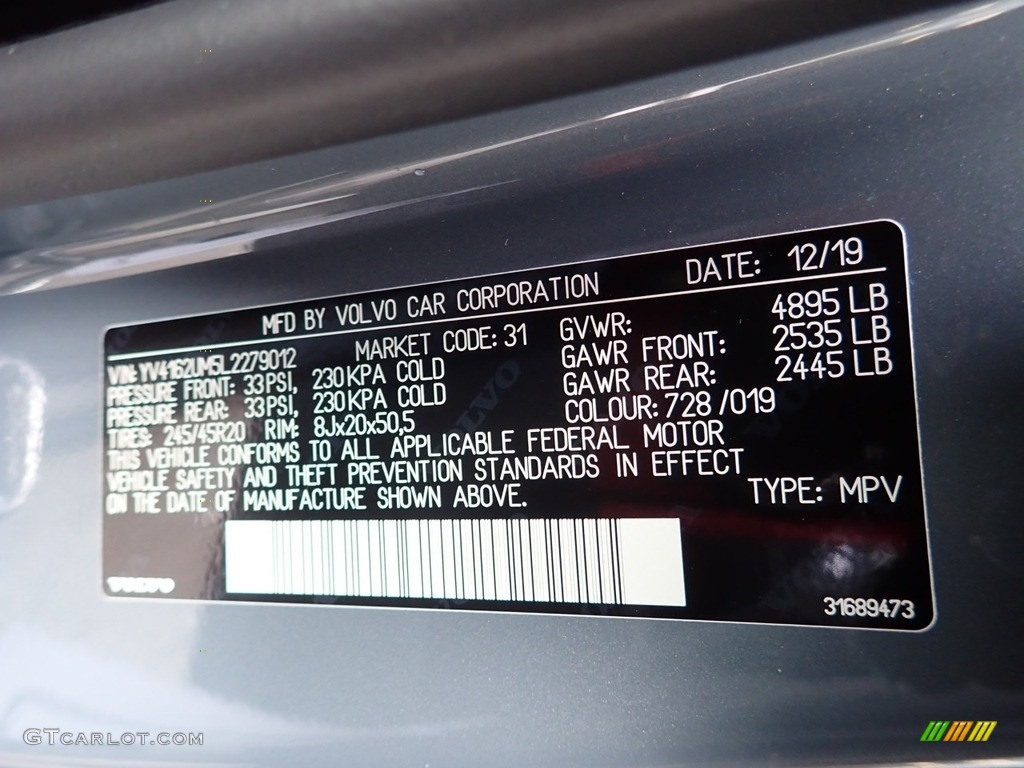 MFD BY VOLVO CAR CORPORATION DATE: 12/19
VIN: YV4162UM5L2279012 MARKET CODE: 31 GVWR: 4895 LB
PRESSURE FRONT: 33PSI, 230KPA COLD GAWR FRONT: 2535 LB
PRESSURE REAR: 33PSI, 230KPA COLD GAWR REAR: 2445 LB
TIRES: 245/45R20 RIM: 8Jx20x50,5 COLOUR: 728/019
THIS VEHICLE CONFORMS TO ALL APPLICABLE FEDERAL MOTOR
VEHICLE SAFETY AND THEFT PREVENTION STANDARDS IN EFFECT
ON THE DATE OF MANUFACTURE SHOWN ABOVE. TYPE: MPV
VOLVO
31689473
GTCARLOT.COM